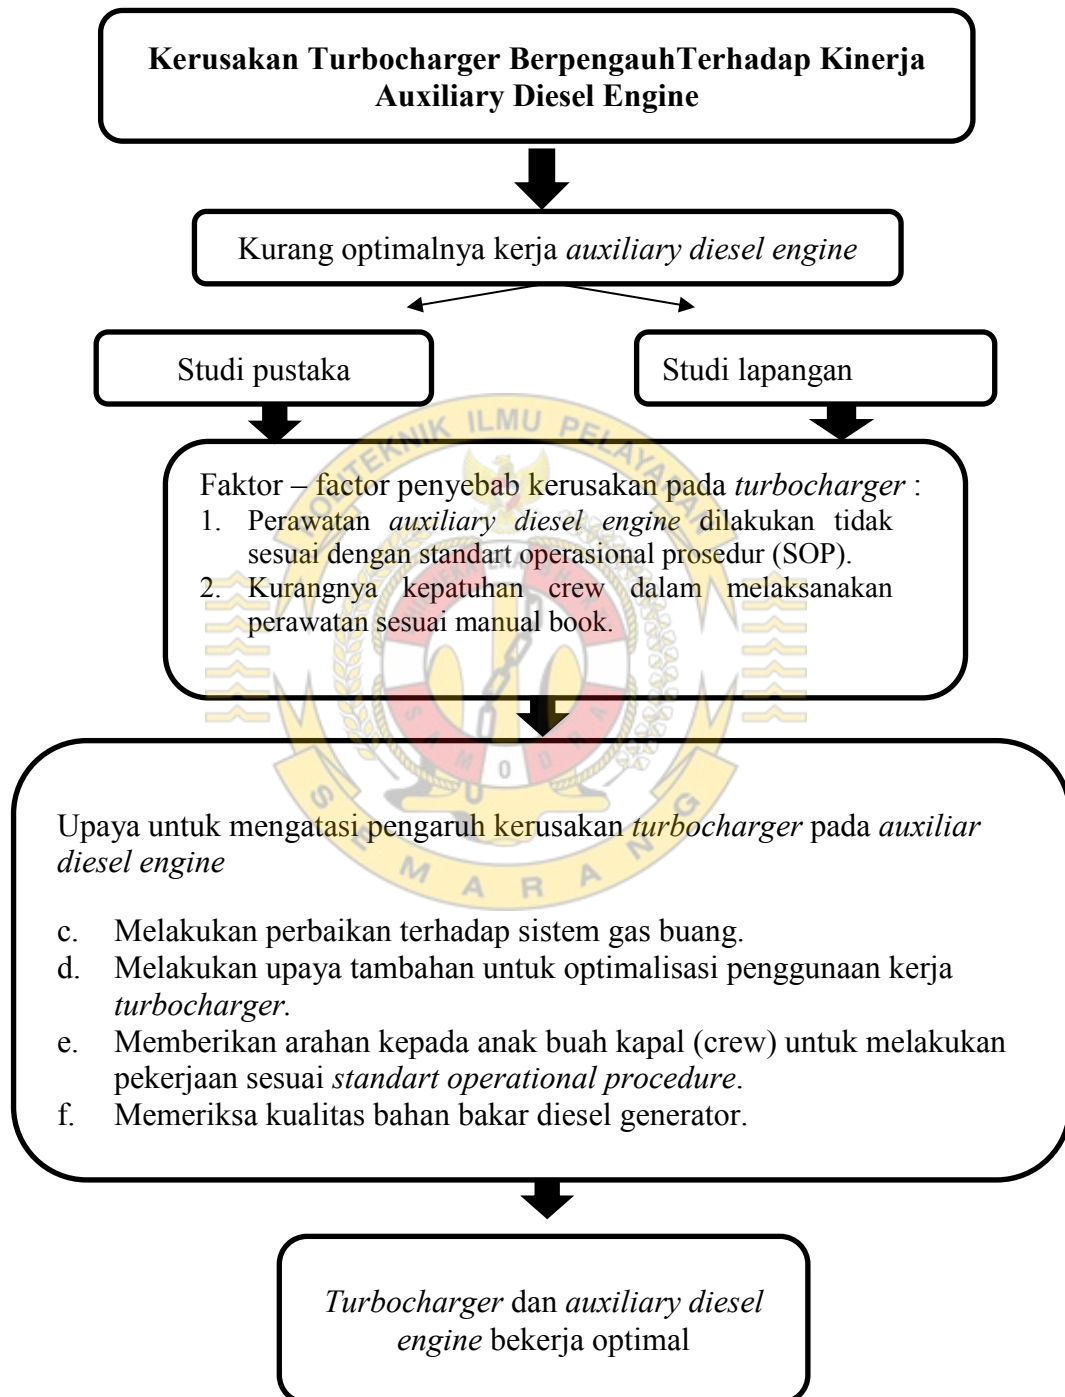 Kerusakan Turbocharger BerpengauhTerhadap Kinerja
Auxiliary Diesel Engine
Kurang optimalnya kerja auxiliary diesel engine
Studi pustaka
Studi lapangan
POLITEKNIK ILMU PELAYARAN
Faktor – factor penyebab kerusakan pada turbocharger :
1. Perawatan auxiliary diesel engine dilakukan tidak
sesuai dengan standart operasional prosedur (SOP).
2. Kurangnya kepatuhan crew dalam melaksanakan
perawatan sesuai manual book.
SAMODRA
Upaya untuk mengatasi pengaruh kerusakan turbocharger pada auxiliar
diesel engine
SEMARANG
c. Melakukan perbaikan terhadap sistem gas buang.
d. Melakukan upaya tambahan untuk optimalisasi penggunaan kerja
turbocharger.
e. Memberikan arahan kepada anak buah kapal (crew) untuk melakukan
pekerjaan sesuai standart operational procedure.
f. Memeriksa kualitas bahan bakar diesel generator.
Turbocharger dan auxiliary diesel
engine bekerja optimal